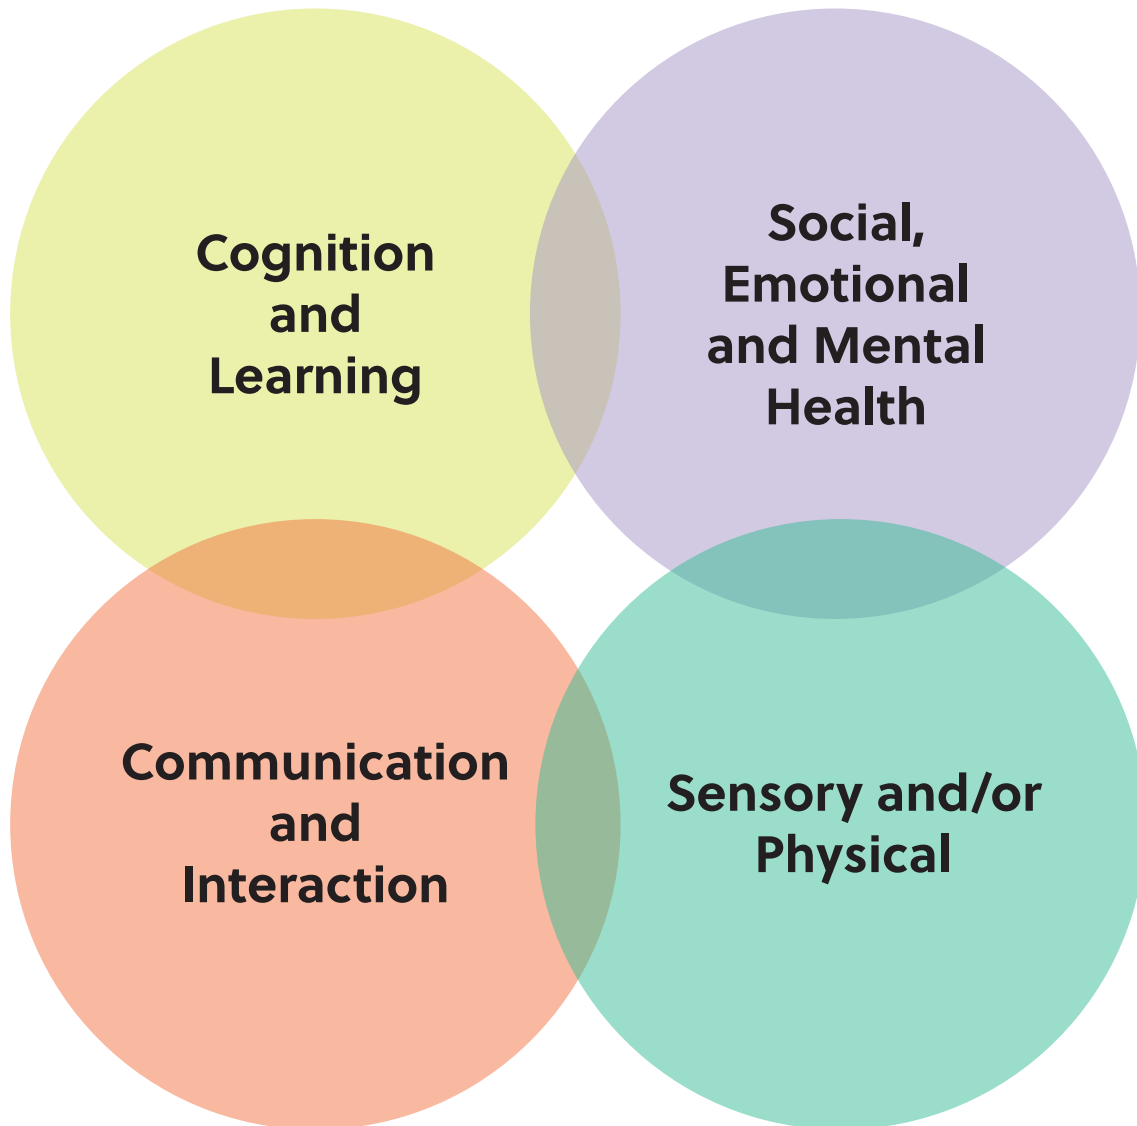 Cognition
and
Learning
Social,
Emotional
and Mental
Health
Communication
and
Interaction
Sensory and/or
Physical